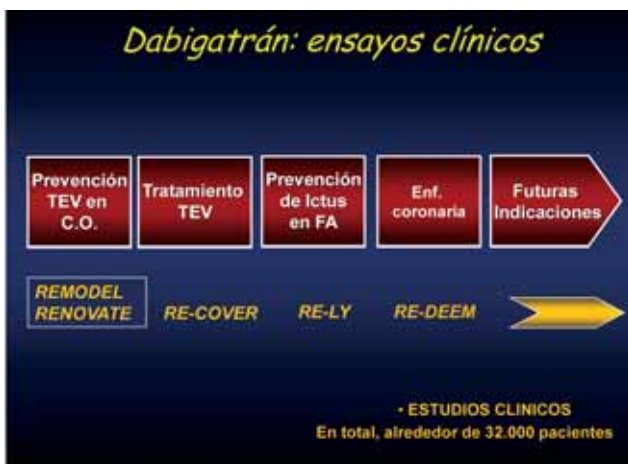 Dabigatrán: ensayos clínicos
Prevención
TEV en
C.O.
Tratamiento
TEV
Prevención
de Ictus
en FA
Enf.
coronaria
Futuras
Indicaciones
REMODEL
RENOVATE
RE-COVER
RE-LY
RE-DEEM
• ESTUDIOS CLINICOS
En total, alrededor de 32.000 pacientes